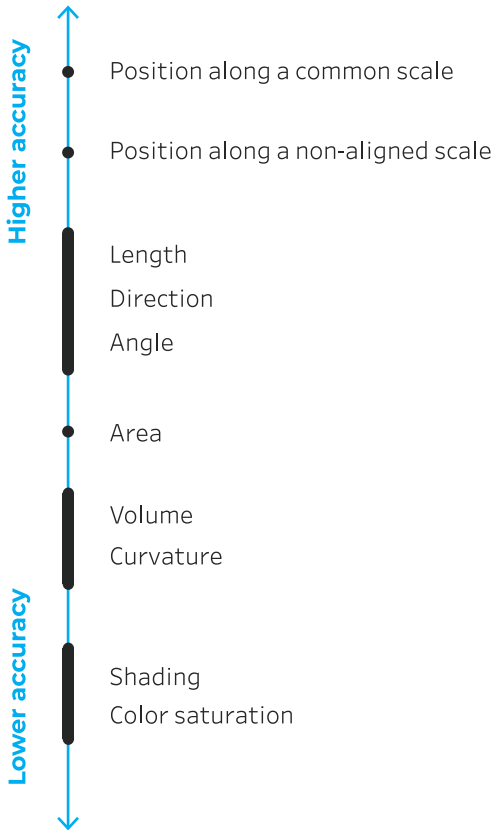 Higher accuracy
Position along a common scale
Position along a non-aligned scale
Length
Direction
Angle
Area
Volume
Curvature
Lower accuracy
Shading
Color saturation